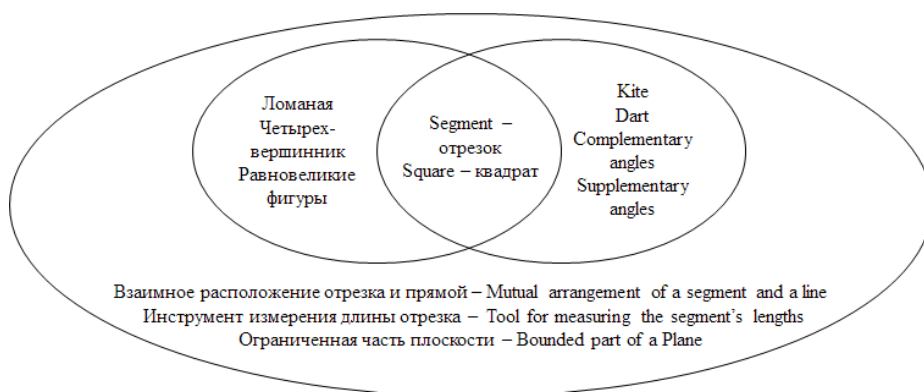 Ломаная
Четырех-
вершинник
Равновеликие
фигуры
Segment –
отрезок
Square – квадрат
Kite
Dart
Complementary
angles
Supplementary
angles
Взаимное расположение отрезка и прямой – Mutual arrangement of a segment and a line
Инструмент измерения длины отрезка – Tool for measuring the segment's lengths
Ограниченная часть плоскости – Bounded part of a Plane